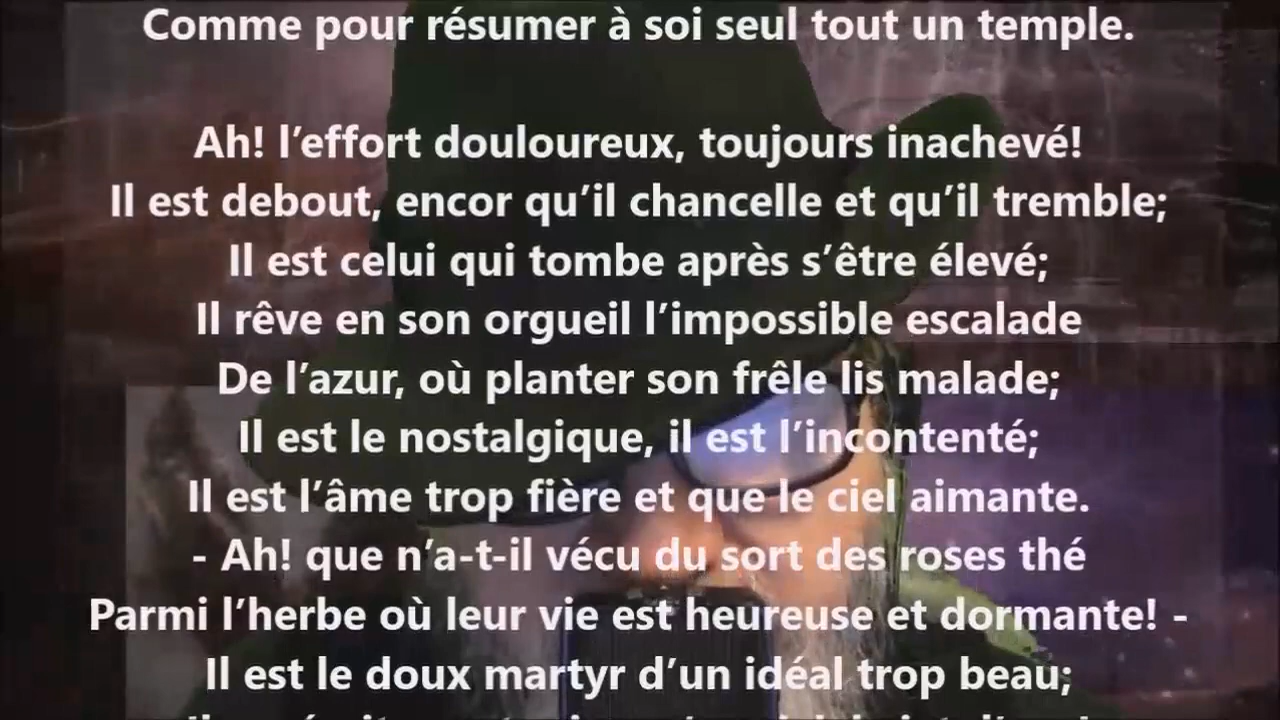 Comme pour résumer à soi seul tout un temple.
Ah! l’effort douloureux, toujours inachevé!
Il est debout, encor qu’il chancelle et qu’il tremble;
Il est celui qui tombe après s’être élevé;
Il rêve en son orgueil l’impossible escalade
De l’azur, où planter son frêle lis malade;
Il est le nostalgique, il est l’incontenté;
Il est l’âme trop fière et que le ciel aimante.
- Ah! que n’a-t-il vécu du sort des roses thé
Parmi l’herbe où leur vie est heureuse et dormante! -
Il est le doux martyr d’un idéal trop beau;